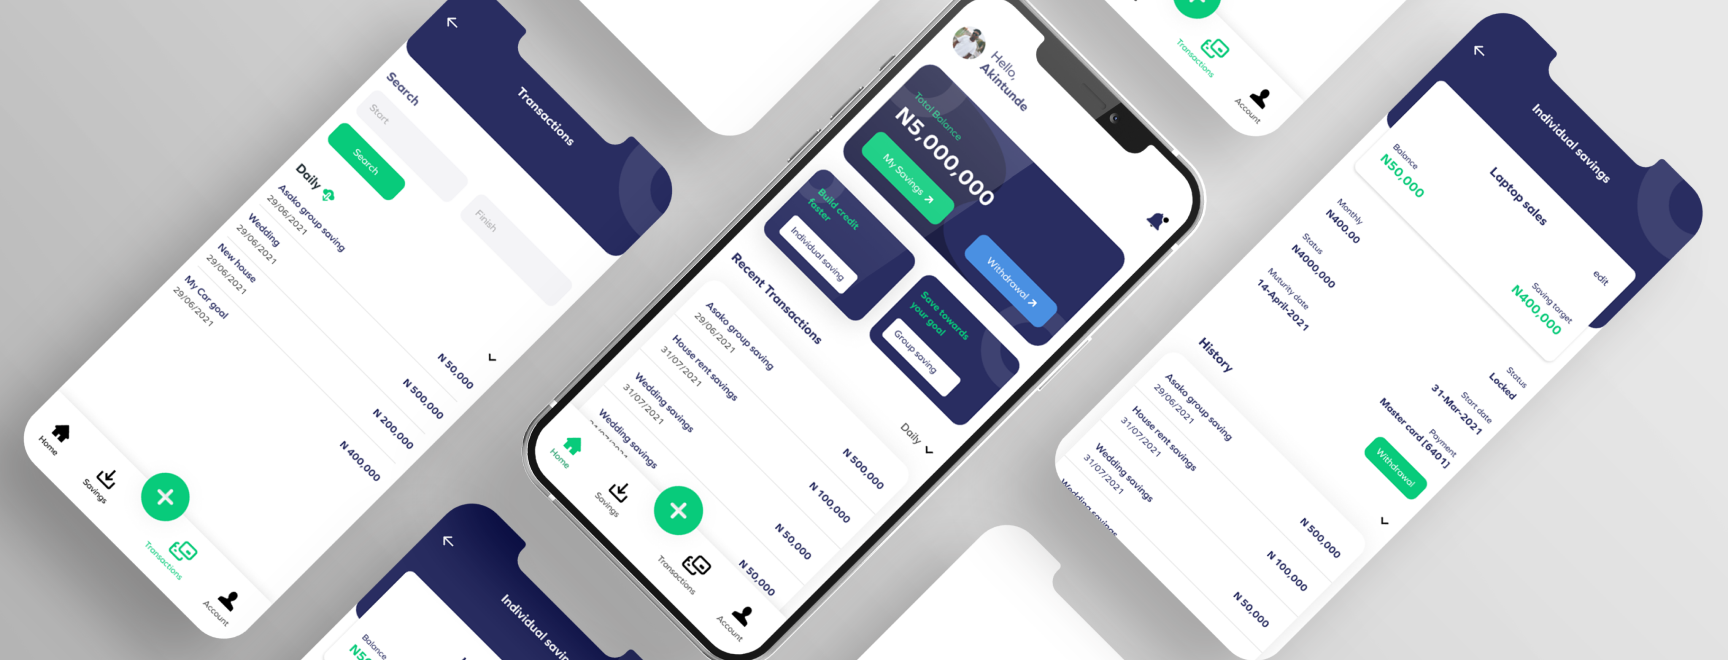 Transactions
Search
Start
Finish
Search
Daily
Asako group saving
29/06/2021
N 50,000
Wedding
29/06/2021
N 500,000
New house
29/06/2021
N 200,000
My Car goal
29/06/2021
N 400,000
Home
Savings
Transactions
Account
Individual savin
Balance
Hello,
Akintunde
Total Balance
N5,000,000
My Savings
Withdrawal
Build credit
faster
Individual saving
Save towards
your goal
Group saving
Recent Transactions
Daily
Asako group saving
29/06/2021
N 500,000
House rent savings
31/07/2021
N 100,000
Wedding savings
31/07/2021
N 50,000
Wedding savings
N 50,000
Home
Savings
Transactions
Account
Transactions
Account
Individual savings
Laptop sales
edit
Balance
N50,000
Saving target
N400,000
Monthly
N400.00
Status
Locked
Status
N4000,000
Start date
31-Mar-2021
Muturity date
14-April-2021
Payment
Master card [6401]
Withdrawal
History
Asako group saving
29/06/2021
N 500,000
House rent savings
31/07/2021
N 100,000
Wedding savings
31/07/2021
N 50,000
Wedding savings